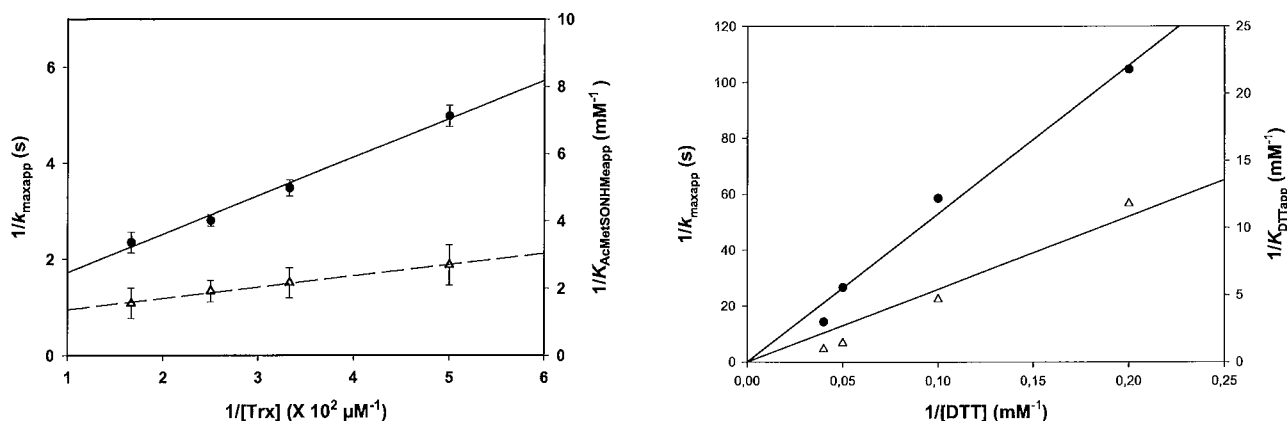 1/kmaxapp (s)
6
4
2
0
1/KAcMetSONHMeapp (mM-1)
10
8
6
4
2
0
1 2 3 4 5 6
1/[Trx] (X 10² µM-1)
1/kmaxapp (s)
120
100
80
60
40
20
0
1/KDTTapp (mM-1)
25
20
15
10
5
0
0,00 0,05 0,10 0,15 0,20 0,25
1/[DTT] (mM-1)